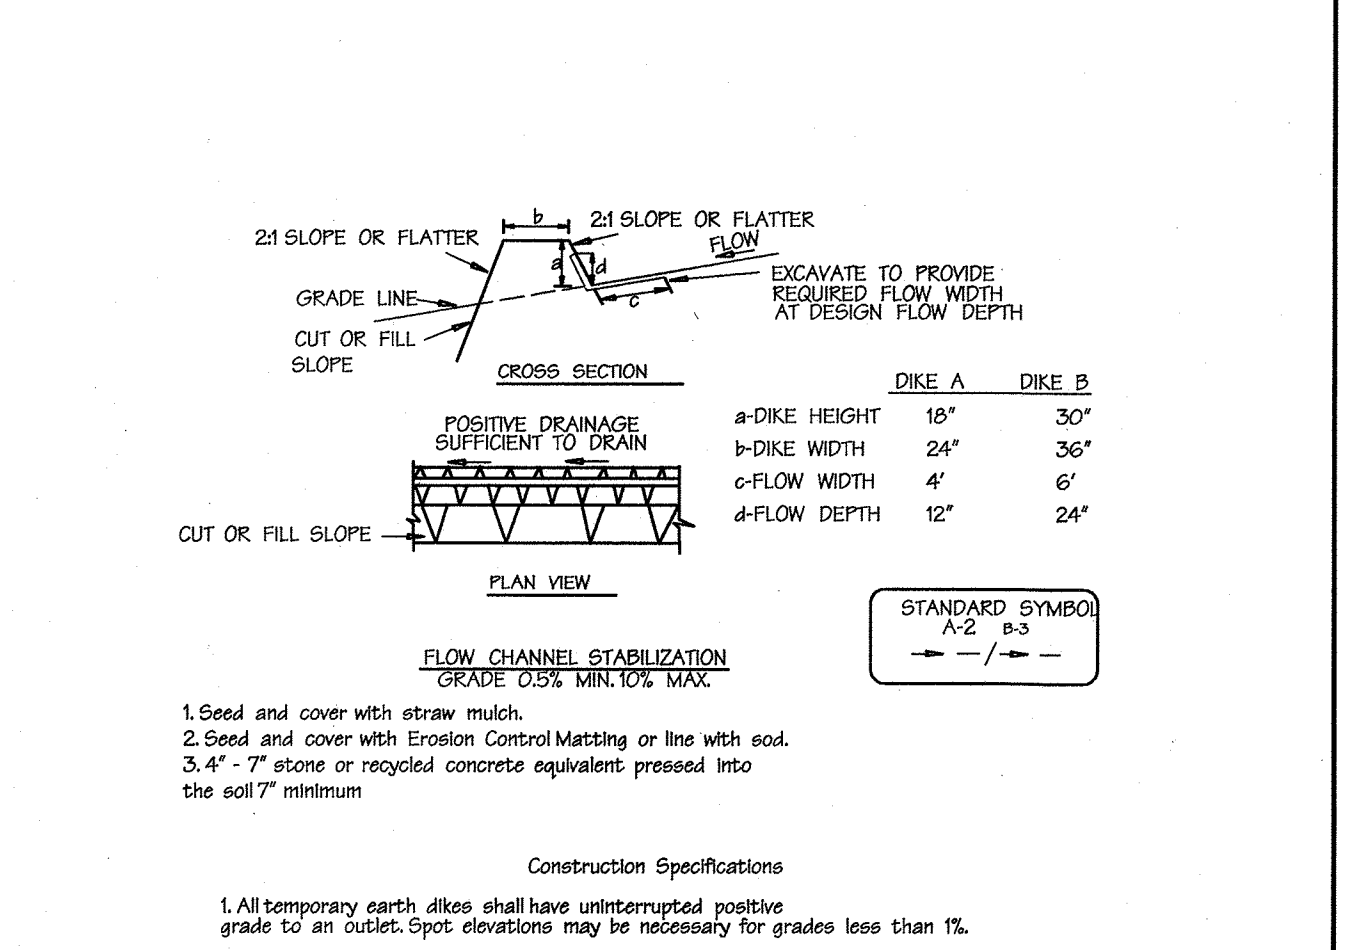 b
2:1 SLOPE OR FLATTER
2:1 SLOPE OR FLATTER
FLOW
a
d
c
EXCAVATE TO PROVIDE
REQUIRED FLOW WIDTH
AT DESIGN FLOW DEPTH
GRADE LINE
CUT OR FILL
SLOPE
CROSS SECTION
DIKE A DIKE B
a-DIKE HEIGHT 18" 30"
b-DIKE WIDTH 24" 36"
c-FLOW WIDTH 4' 6'
d-FLOW DEPTH 12" 24"
POSITIVE DRAINAGE
SUFFICIENT TO DRAIN
CUT OR FILL SLOPE
PLAN VIEW
STANDARD SYMBOL
A-2 B-3
/
FLOW CHANNEL STABILIZATION
GRADE 0.5% MIN. 10% MAX.
1. Seed and cover with straw mulch.
2. Seed and cover with Erosion Control Matting or line with sod.
3. 4" - 7" stone or recycled concrete equivalent pressed into
the soil 7" minimum
Construction Specifications
1. All temporary earth dikes shall have uninterrupted positive
grade to an outlet. Spot elevations may be necessary for grades less than 1%.